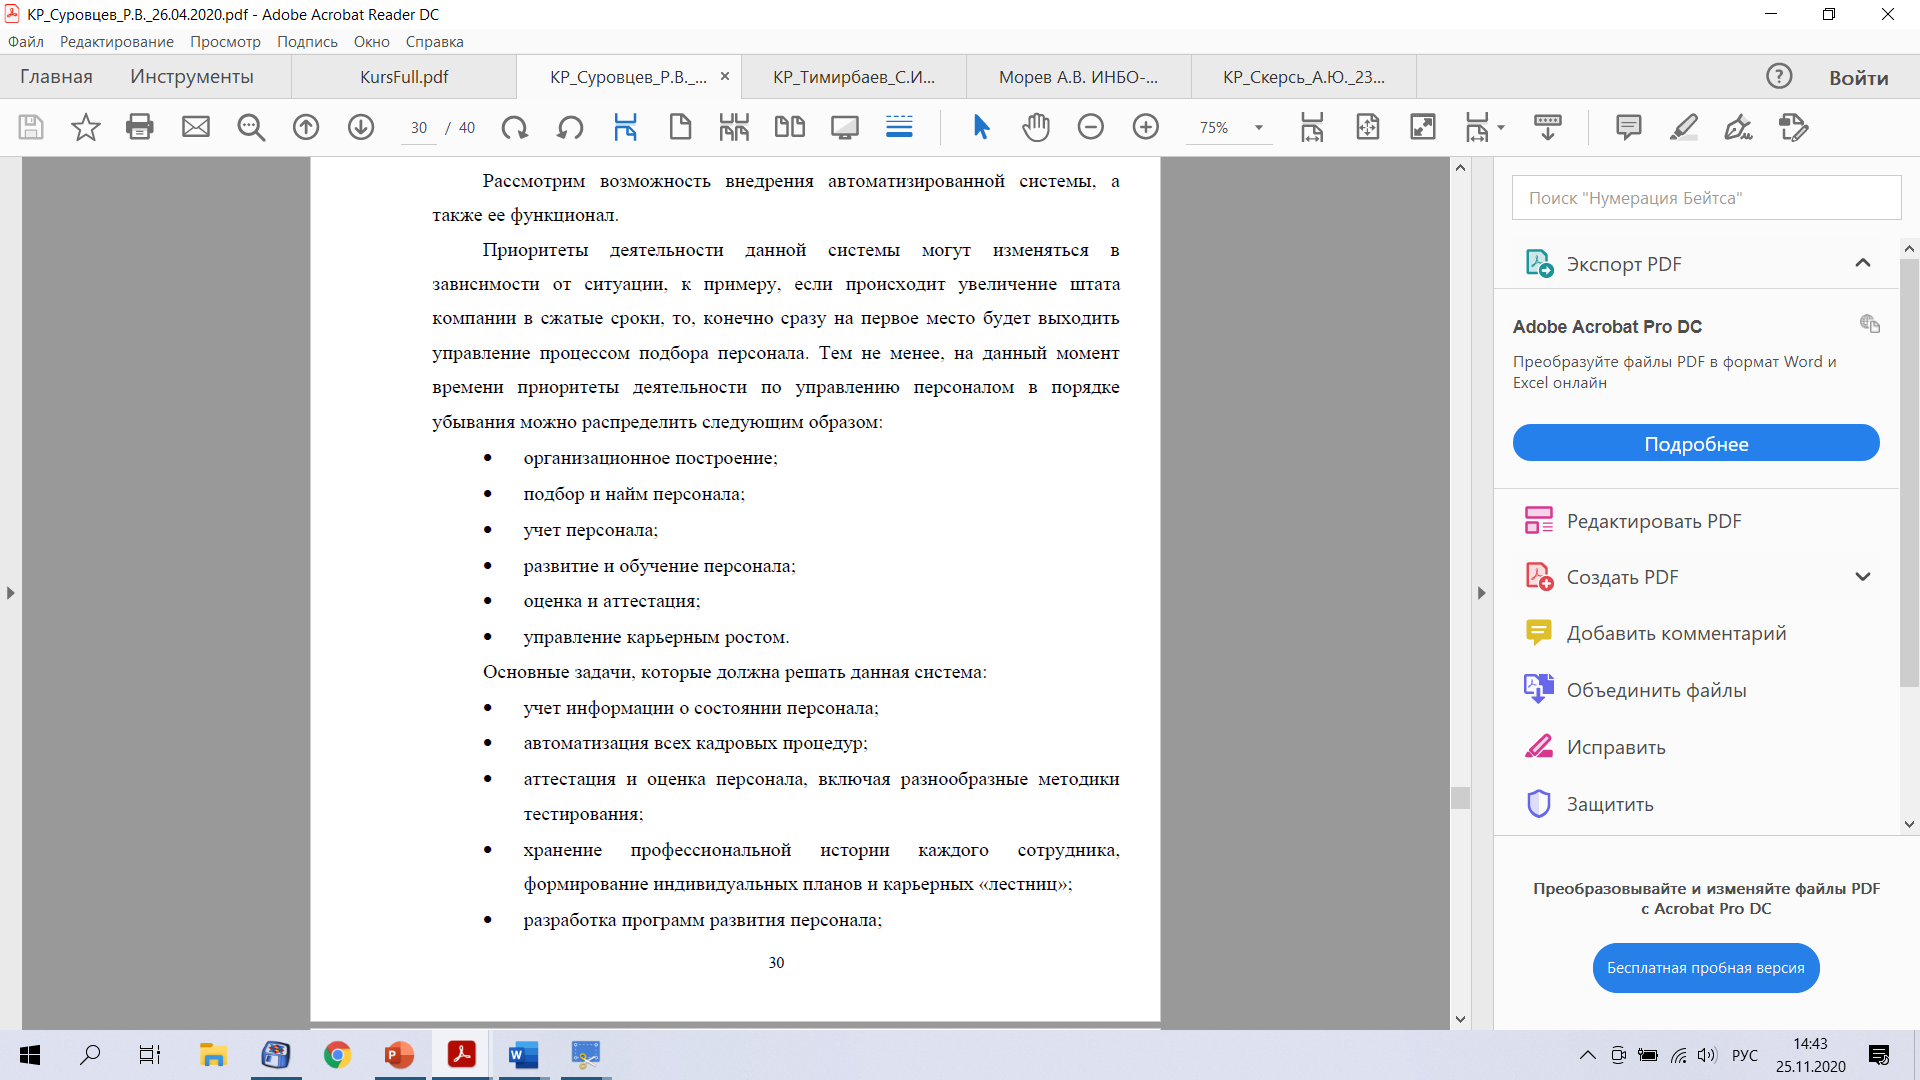 КР_Суровцев_Р.В._26.04.2020.pdf - Adobe Acrobat Reader DC
Файл Редактирование Просмотр Подпись Окно Справка
Главная Инструменты KursFull.pdf КР_Суровцев_Р.В._... КР_Тимирбаев_С.И... Морев А.В. ИНБО-... КР_Скерсь_А.Ю._23... Войти
30 / 40 75%
Рассмотрим возможность внедрения автоматизированной системы, а
также ее функционал.
Приоритеты деятельности данной системы могут изменяться в
зависимости от ситуации, к примеру, если происходит увеличение штата
компании в сжатые сроки, то, конечно сразу на первое место будет выходить
управление процессом подбора персонала. Тем не менее, на данный момент
времени приоритеты деятельности по управлению персоналом в порядке
убывания можно распределить следующим образом:
• организационное построение;
• подбор и найм персонала;
• учет персонала;
• развитие и обучение персонала;
• оценка и аттестация;
• управление карьерным ростом.
Основные задачи, которые должна решать данная система:
• учет информации о состоянии персонала;
• автоматизация всех кадровых процедур;
• аттестация и оценка персонала, включая разнообразные методики
тестирования;
• хранение профессиональной истории каждого сотрудника,
формирование индивидуальных планов и карьерных «лестниц»;
• разработка программ развития персонала;
30
Поиск "Нумерация Бейтса"
Экспорт PDF
Adobe Acrobat Pro DC
Преобразуйте файлы PDF в формат Word и
Excel онлайн
Подробнее
Редактировать PDF
Создать PDF
Добавить комментарий
Объединить файлы
Исправить
Защитить
Преобразовывайте и изменяйте файлы PDF
с Acrobat Pro DC
Бесплатная пробная версия
РУС
14:43
25.11.2020